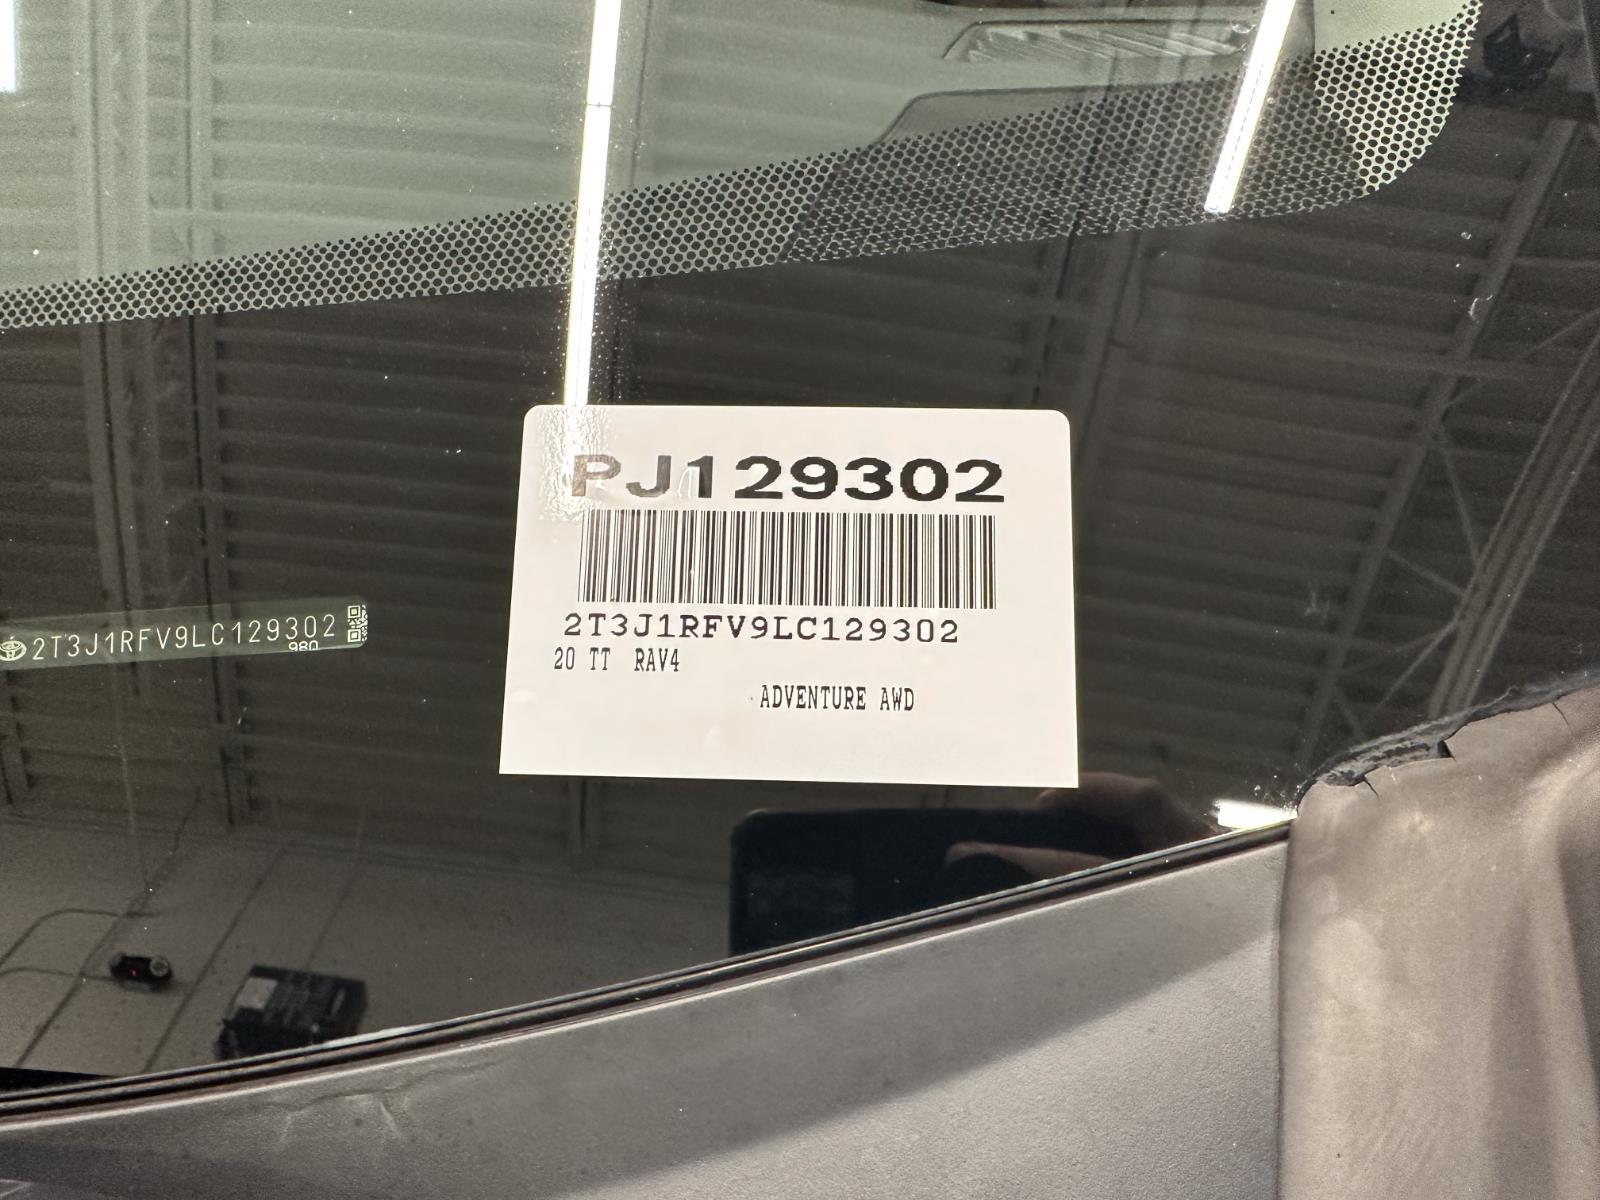 PJ129302
2T3J1RFV9LC129302
20 TT RAV4
ADVENTURE AWD
2T3J1RFV9LC129302
980